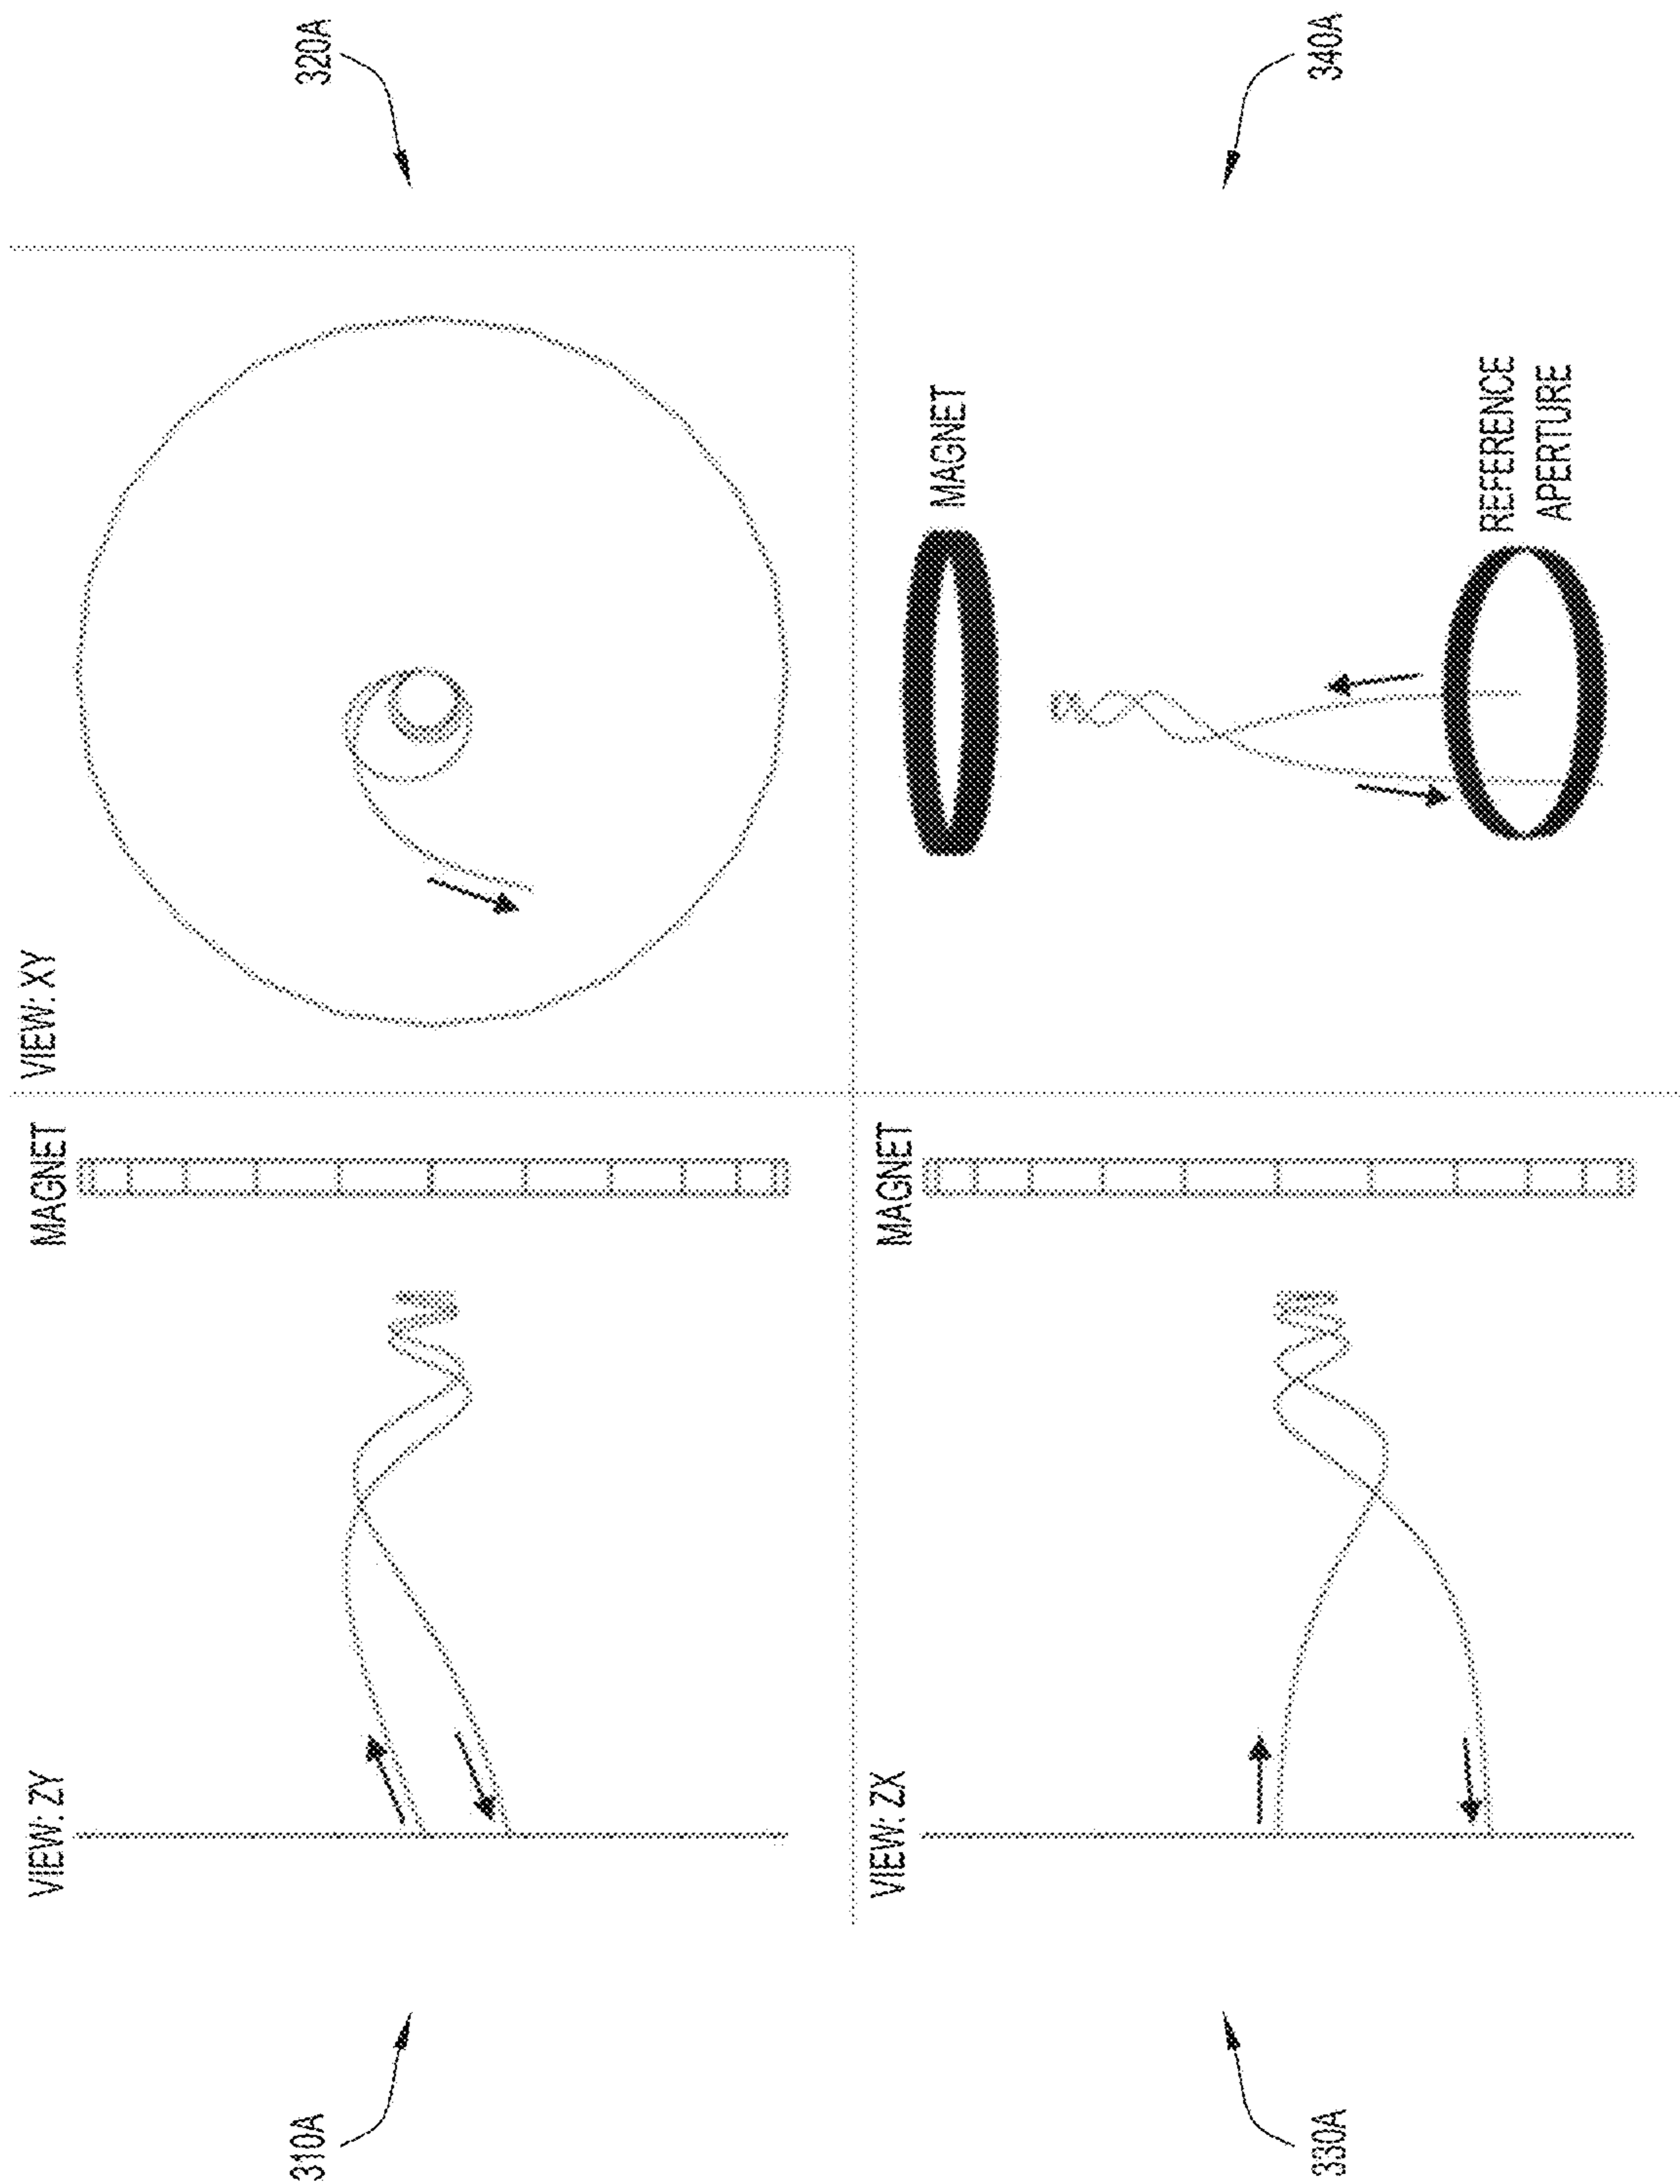 VIEW: ZY
MAGNET
VIEW: XY
310A
320A
VIEW: ZX
MAGNET
MAGNET
330A
340A
REFERENCE
APERTURE